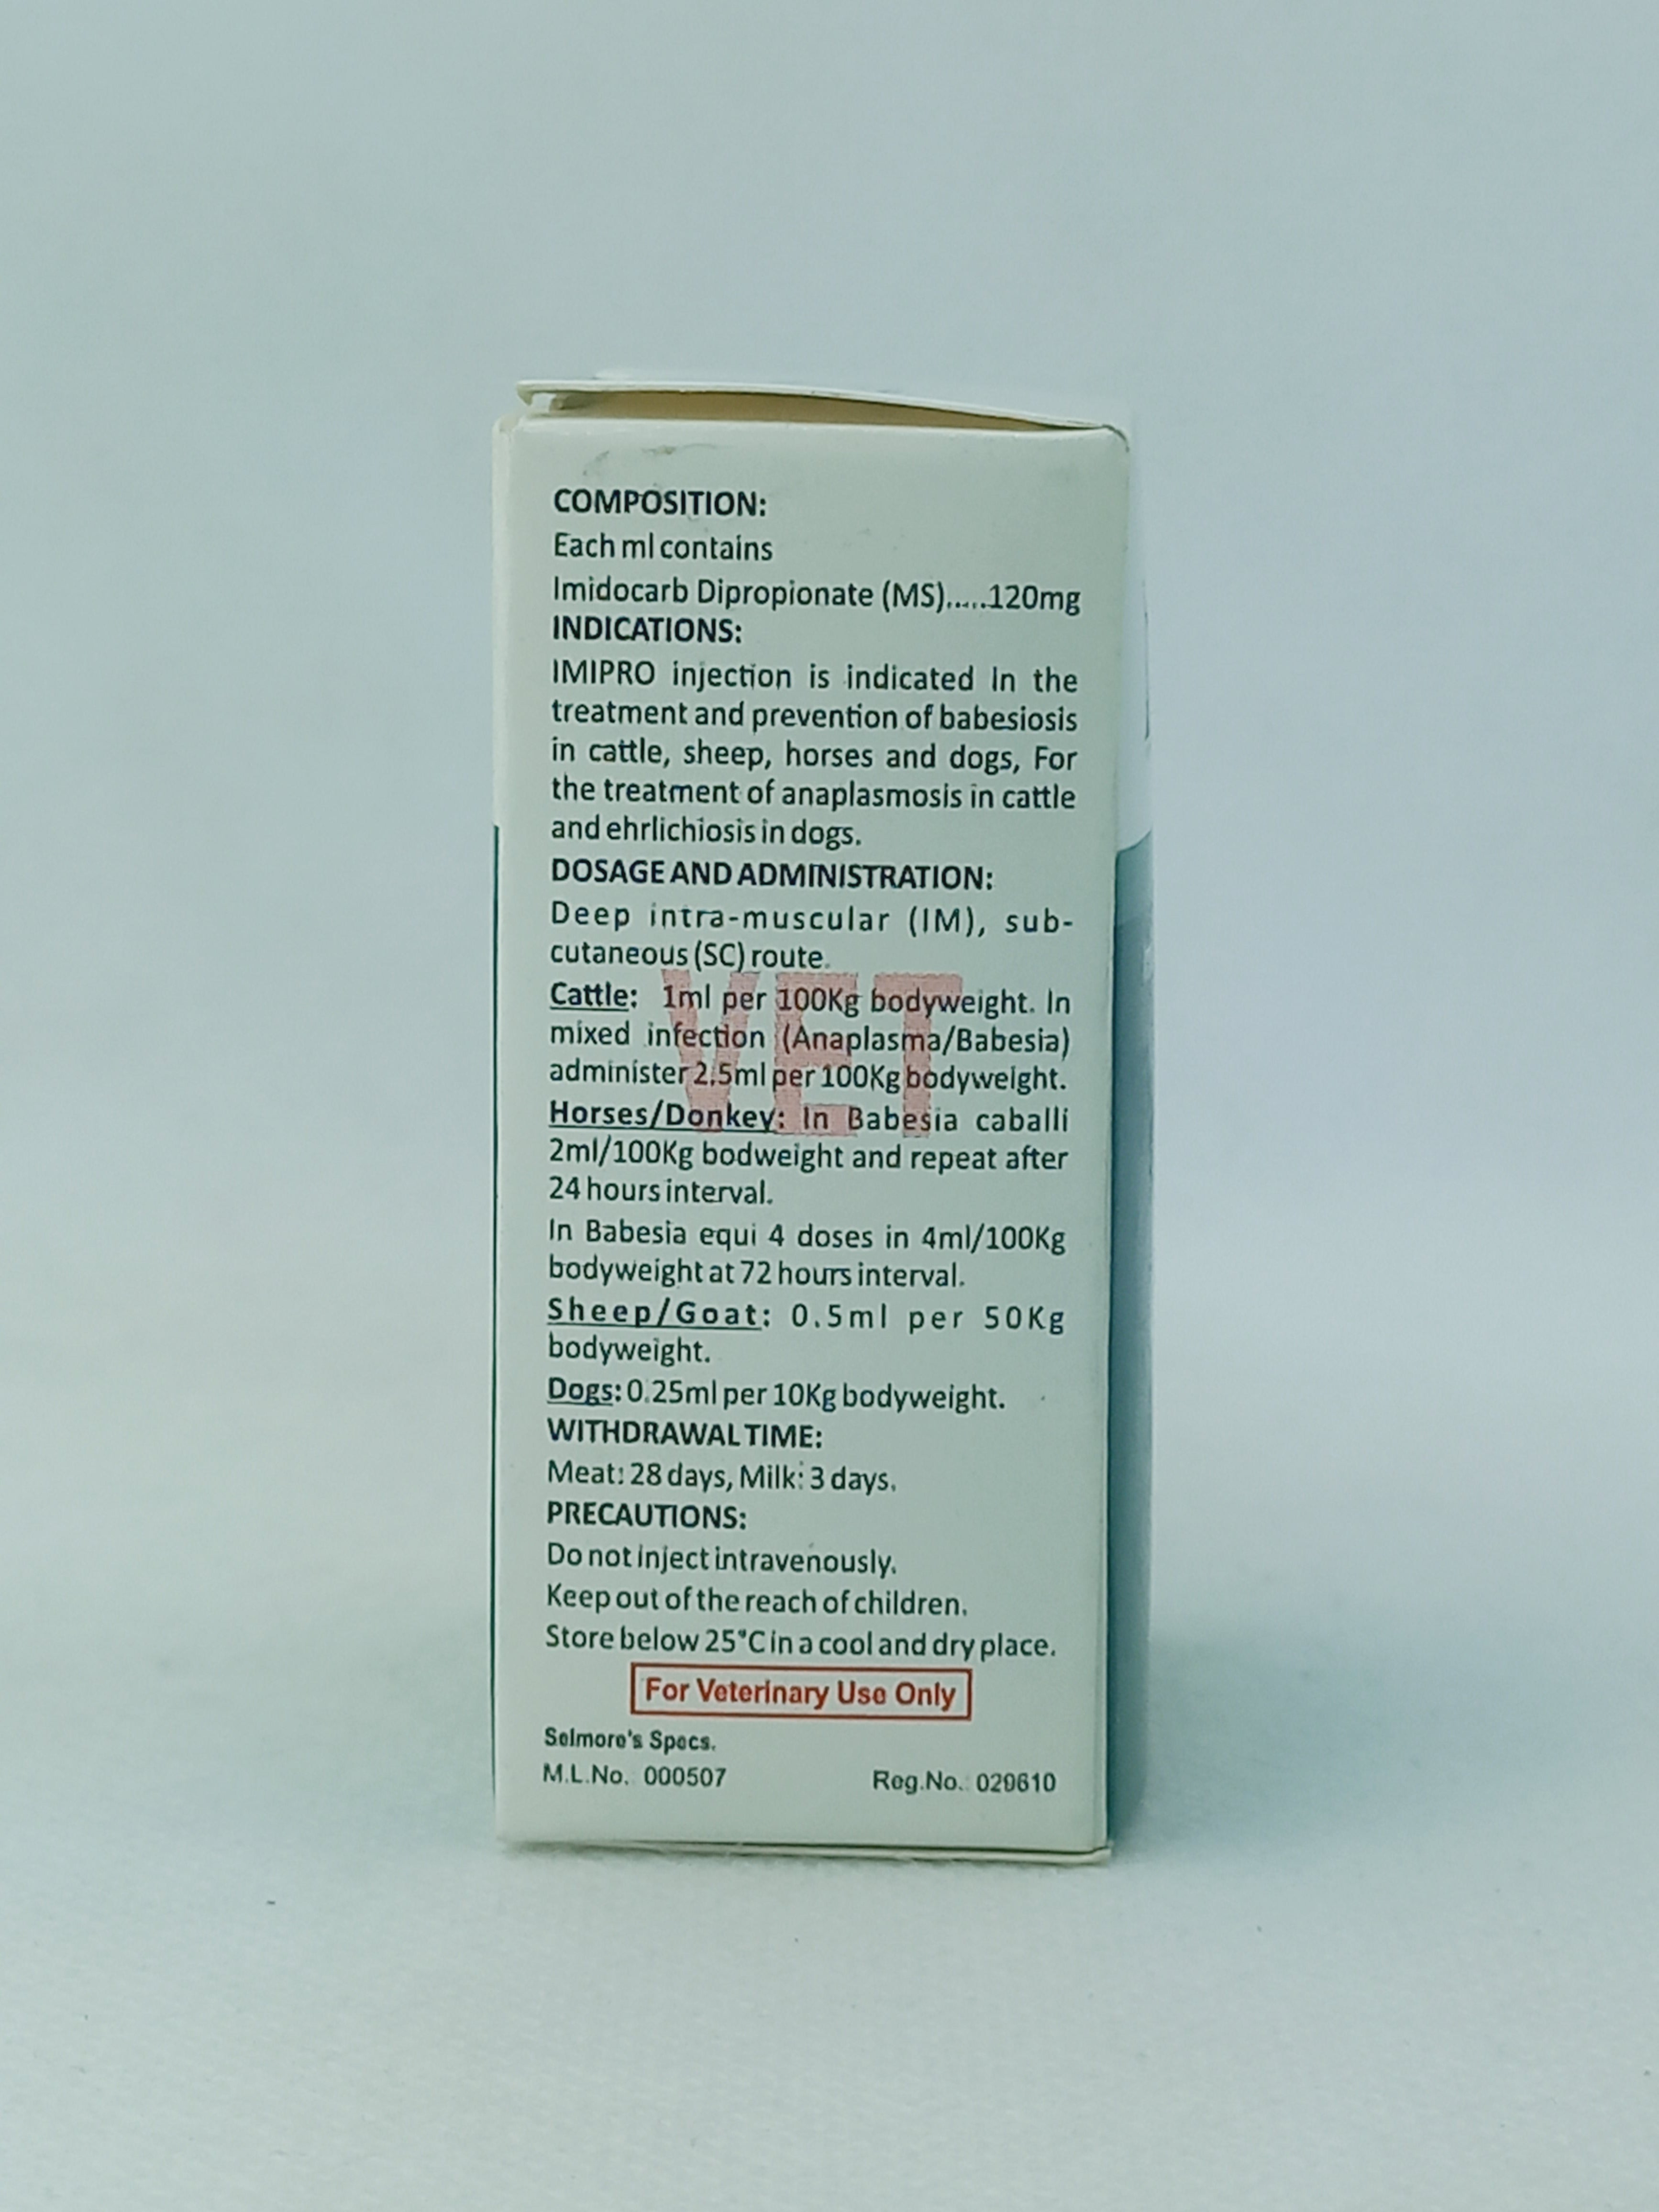 COMPOSITION:
Each ml contains
Imidocarb Dipropionate (MS).....120mg
INDICATIONS:
IMIPRO injection is indicated In the
treatment and prevention of babesiosis
in cattle, sheep, horses and dogs, For
the treatment of anaplasmosis in cattle
and ehrlichiosis in dogs.
DOSAGE AND ADMINISTRATION:
Deep intra-muscular (IM), sub-
cutaneous (SC) route.
VET
Cattle: 1ml per 100Kg bodyweight. In
mixed infection (Anaplasma/Babesia)
administer 2.5ml per 100Kg bodyweight.
Horses/Donkey: In Babesia caballi
2ml/100Kg bodweight and repeat after
24 hours interval.
In Babesia equi 4 doses in 4ml/100Kg
bodyweight at 72 hours interval.
Sheep/Goat: 0.5ml per 50Kg
bodyweight.
Dogs: 0.25ml per 10Kg bodyweight.
WITHDRAWAL TIME:
Meat: 28 days, Milk: 3 days.
PRECAUTIONS:
Do not inject intravenously.
Keep out of the reach of children.
Store below 25°C in a cool and dry place.
For Veterinary Use Only
Selmore's Specs.
M.L.No. 000507 Reg.No.: 029610